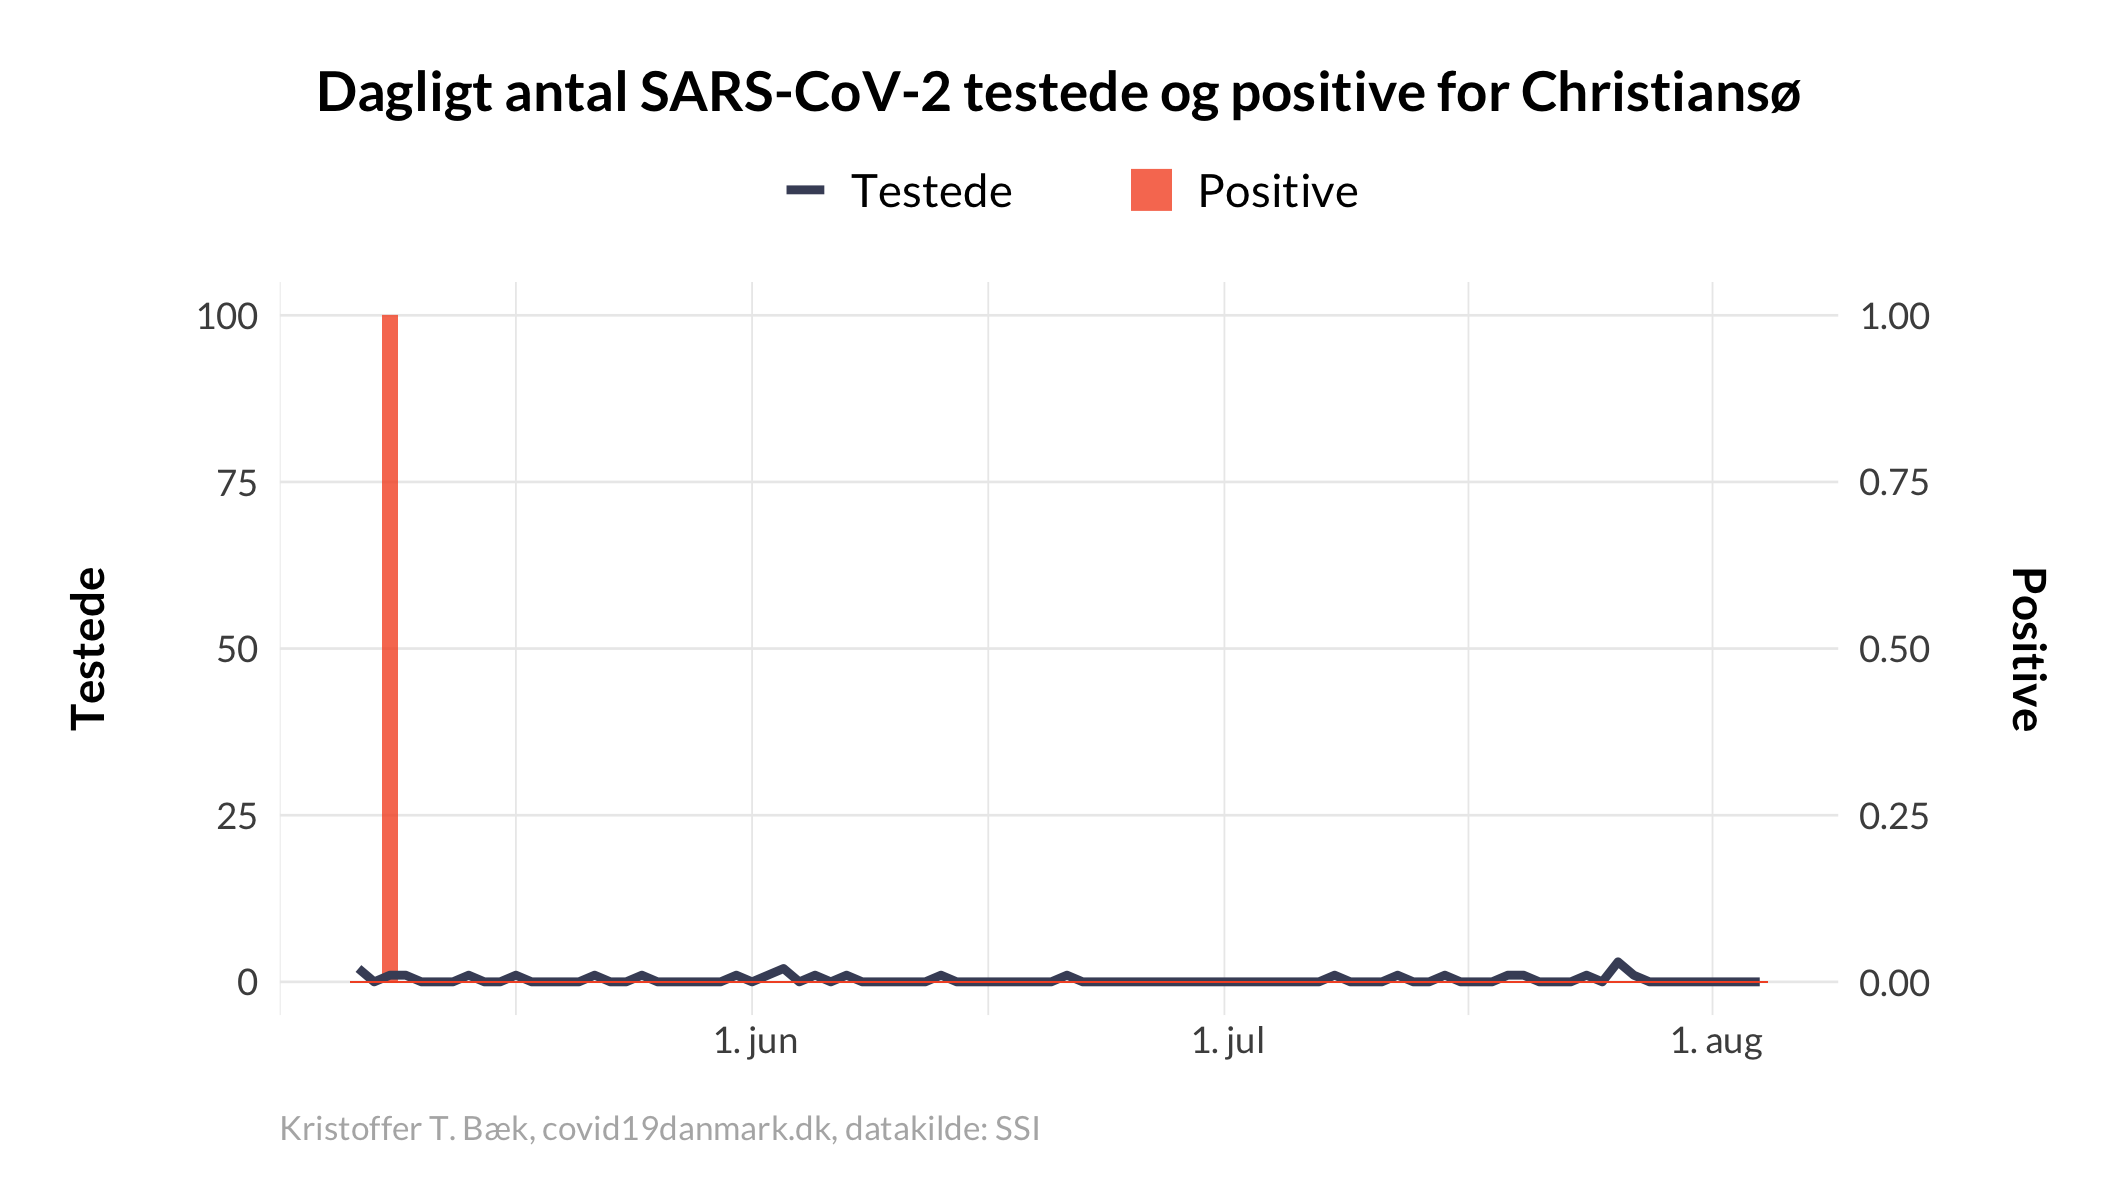 Dagligt antal SARS-CoV-2 testede og positive for Christiansø
Testede
Positive
100
75
50
25
0
1.00
0.75
0.50
0.25
0.00
Testede
Positive
1. jun
1. jul
1. aug
Kristoffer T. Bæk, covid19danmark.dk, datakilde: SSI